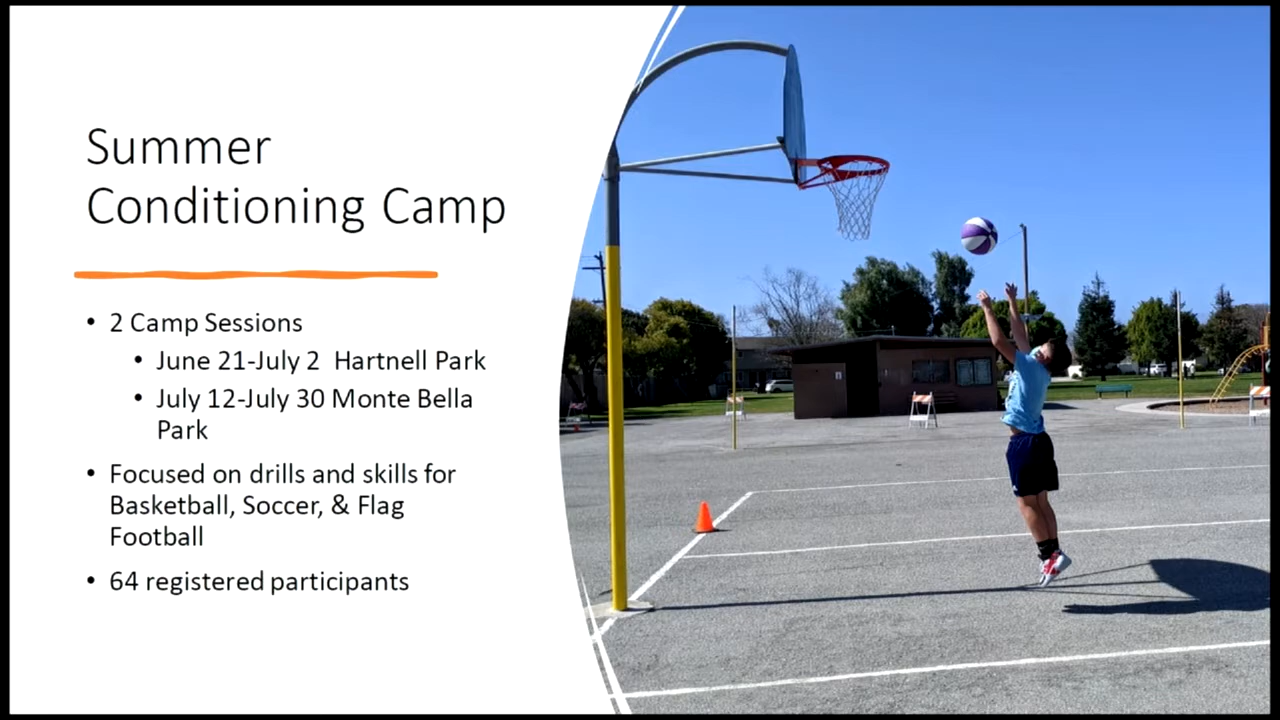 Summer
Conditioning Camp
• 2 Camp Sessions
• June 21-July 2 Hartnell Park
• July 12-July 30 Monte Bella
Park
• Focused on drills and skills for
Basketball, Soccer, & Flag
Football
• 64 registered participants